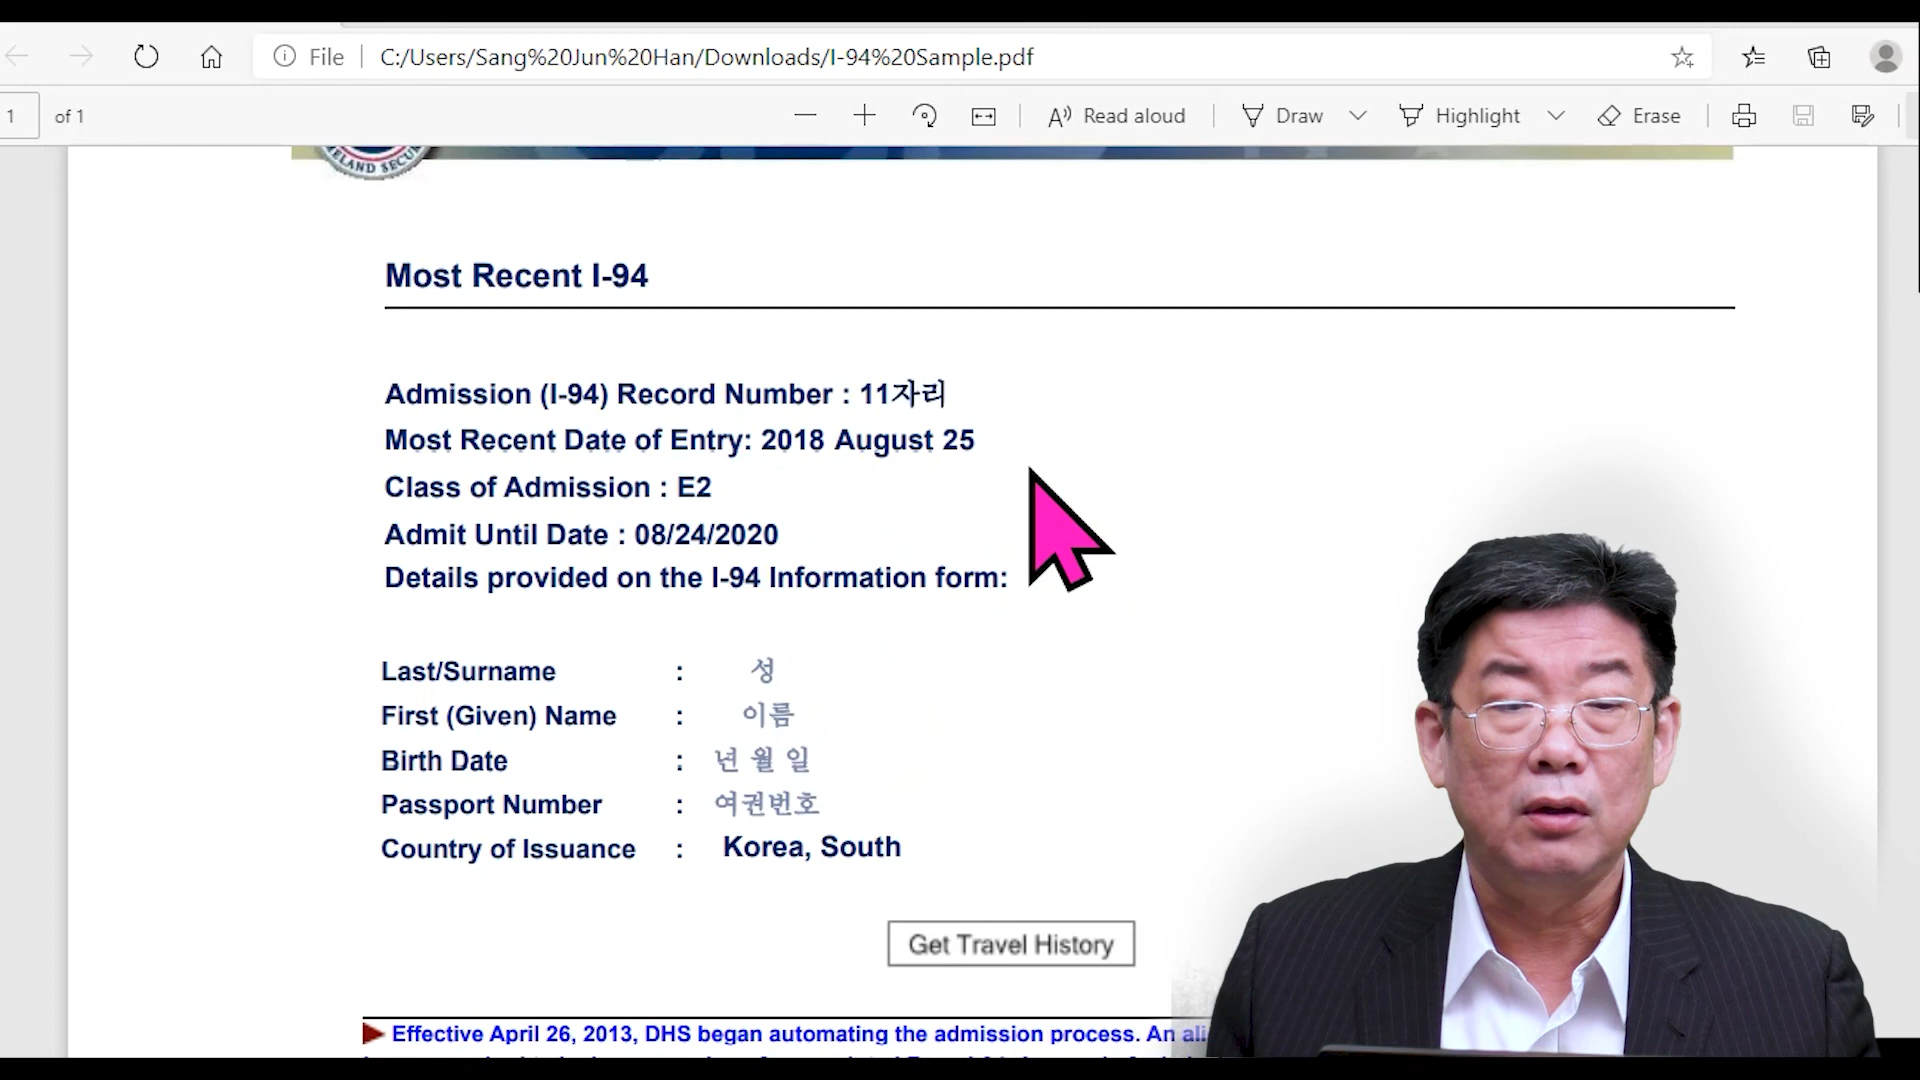 File
C:/Users/Sang%20Jun%20Han/Downloads/I-94%20Sample.pdf
1 of 1
Read aloud
Draw
Highlight
Erase
ELAND SECU
Most Recent I-94
Admission (I-94) Record Number : 11자리
Most Recent Date of Entry: 2018 August 25
Class of Admission : E2
Admit Until Date : 08/24/2020
Details provided on the I-94 Information form:
Last/Surname : 성
First (Given) Name : 이름
Birth Date : 년 월 일
Passport Number : 여권번호
Country of Issuance : Korea, South
Get Travel History
Effective April 26, 2013, DHS began automating the admission process. An ali